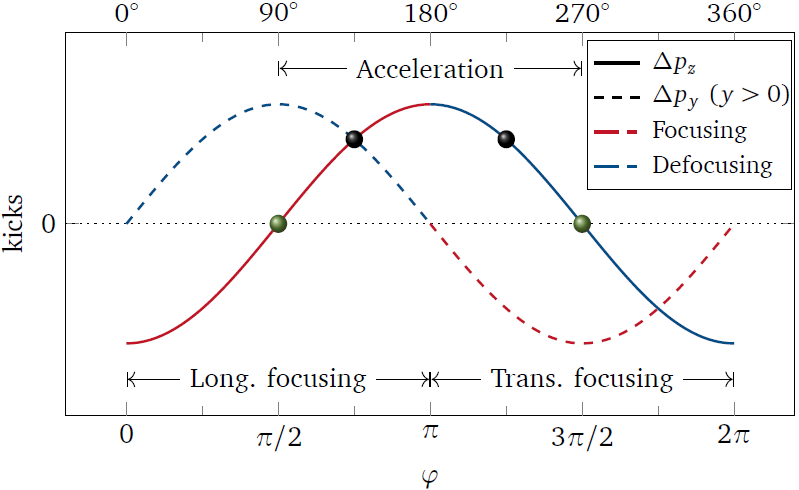 0° 90° 180° 270° 360°
Acceleration
Δp_z
Δp_y (y > 0)
Focusing
Defocusing
kicks
0
Long. focusing Trans. focusing
0 π/2 π 3π/2 2π
φ